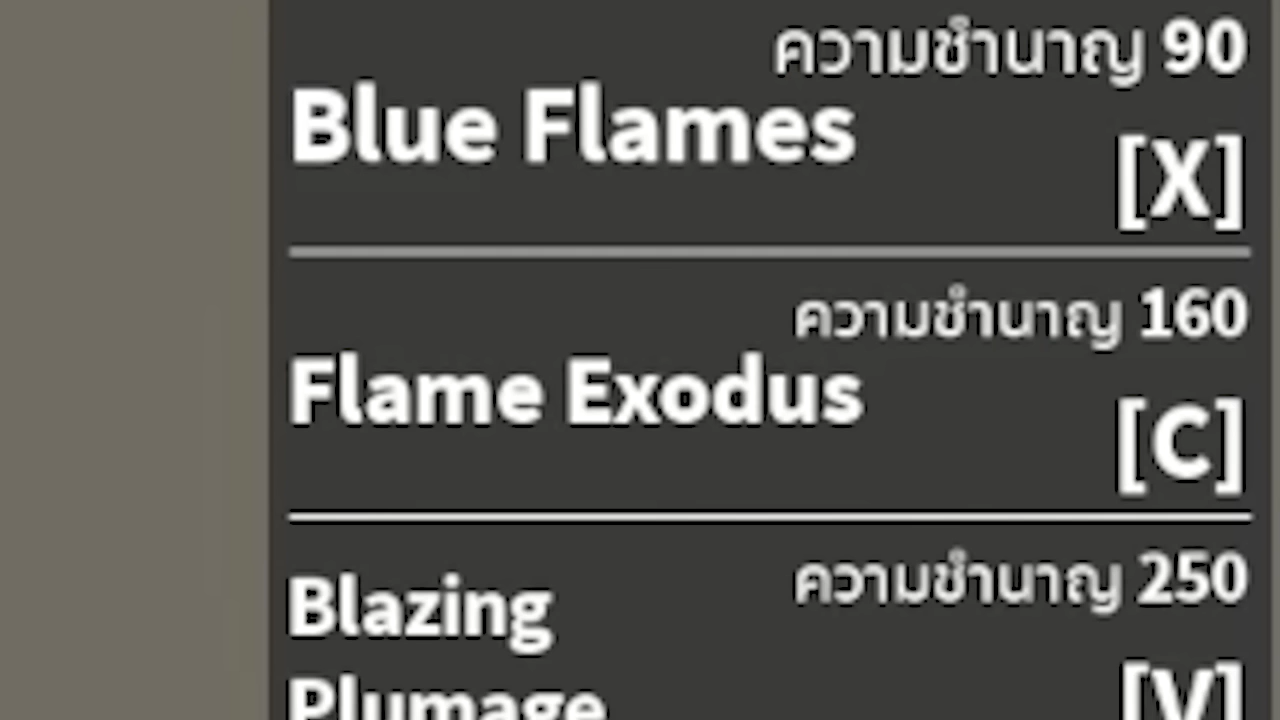 ความชำนาญ 90
Blue Flames
[X]
ความชำนาญ 160
Flame Exodus
[C]
ความชำนาญ 250
Blazing
Plumage
[V]